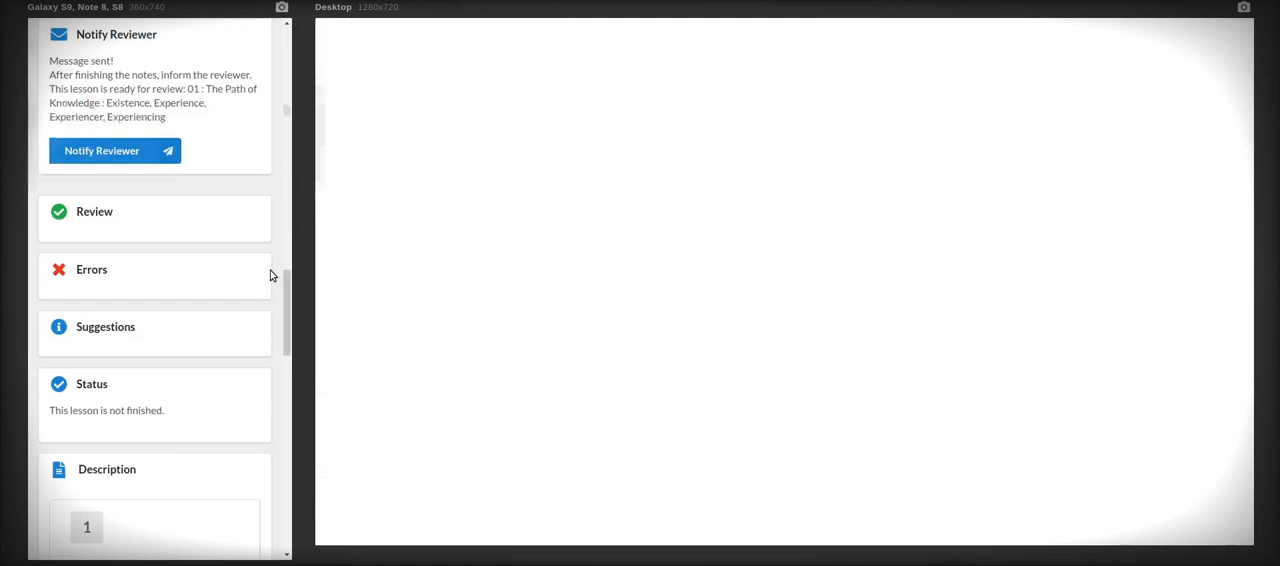 Galaxy S9, Note 8, S8 360x740
Desktop 1280x720
Notify Reviewer
Message sent!
After finishing the notes, inform the reviewer.
This lesson is ready for review: 01 : The Path of
Knowledge : Existence, Experience,
Experiencer, Experiencing
Notify Reviewer
Review
Errors
Suggestions
Status
This lesson is not finished.
Description
1